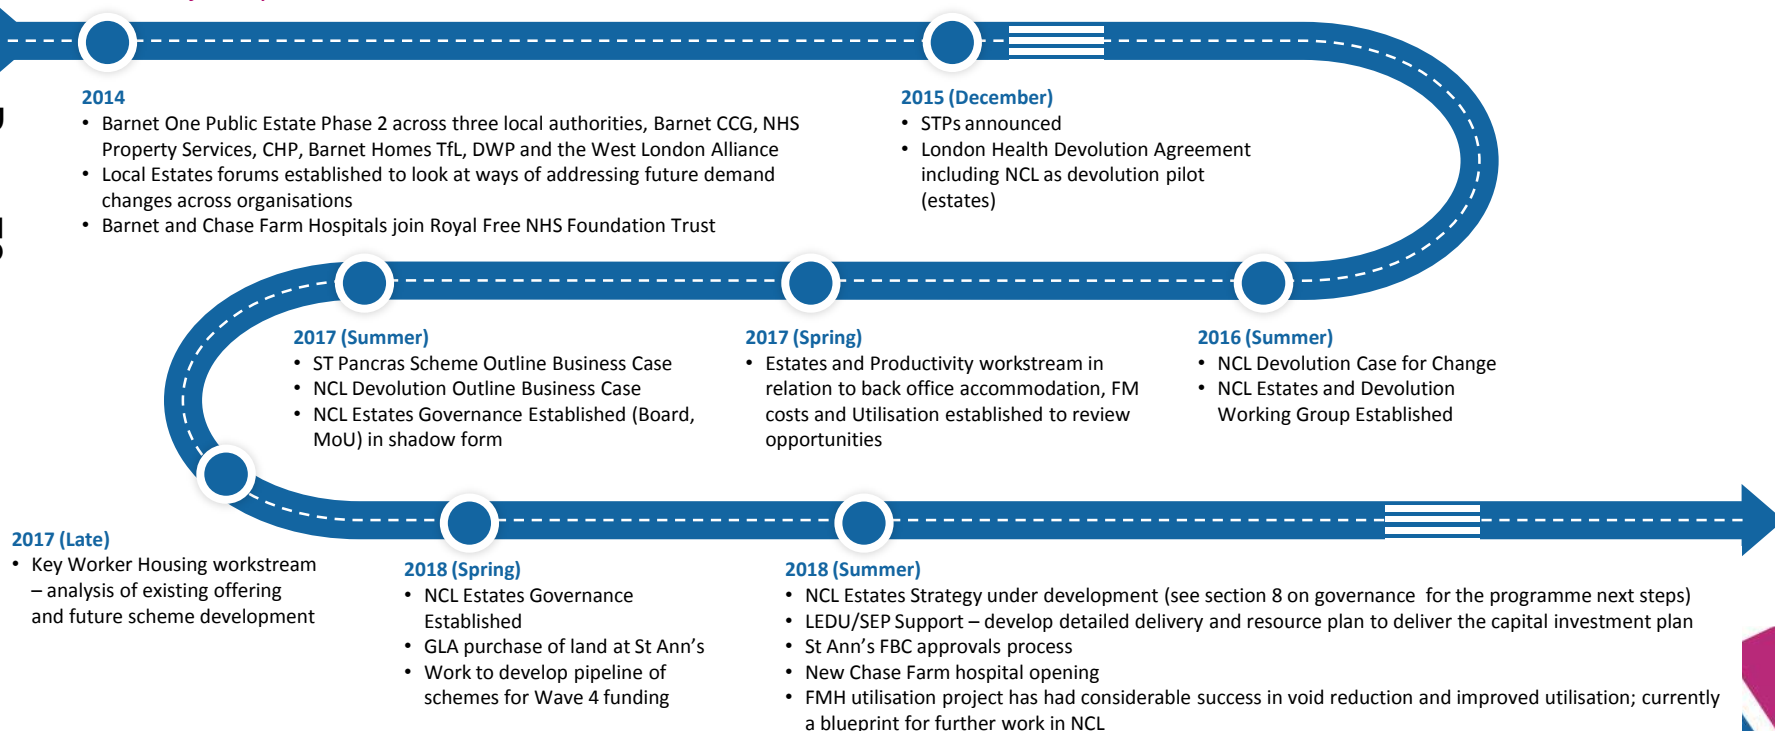 2014
• Barnet One Public Estate Phase 2 across three local authorities, Barnet CCG, NHS
Property Services, CHP, Barnet Homes TfL, DWP and the West London Alliance
• Local Estates forums established to look at ways of addressing future demand
changes across organisations
• Barnet and Chase Farm Hospitals join Royal Free NHS Foundation Trust
2015 (December)
• STPs announced
• London Health Devolution Agreement
including NCL as devolution pilot
(estates)
2016 (Summer)
• NCL Devolution Case for Change
• NCL Estates and Devolution
Working Group Established
2017 (Spring)
• Estates and Productivity workstream in
relation to back office accommodation, FM
costs and Utilisation established to review
opportunities
2017 (Summer)
• ST Pancras Scheme Outline Business Case
• NCL Devolution Outline Business Case
• NCL Estates Governance Established (Board,
MoU) in shadow form
2017 (Late)
• Key Worker Housing workstream
– analysis of existing offering
and future scheme development
2018 (Spring)
• NCL Estates Governance
Established
• GLA purchase of land at St Ann's
• Work to develop pipeline of
schemes for Wave 4 funding
2018 (Summer)
• NCL Estates Strategy under development (see section 8 on governance for the programme next steps)
• LEDU/SEP Support – develop detailed delivery and resource plan to deliver the capital investment plan
• St Ann's FBC approvals process
• New Chase Farm hospital opening
• FMH utilisation project has had considerable success in void reduction and improved utilisation; currently
a blueprint for further work in NCL